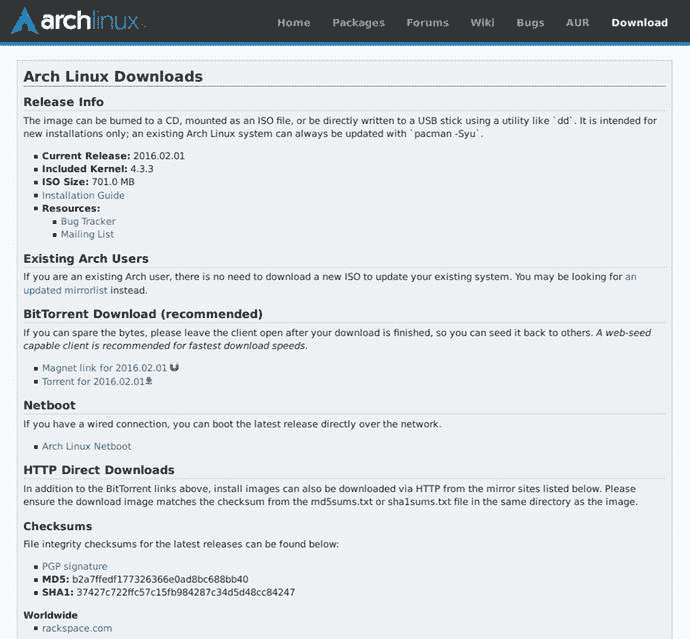 archlinux
Home Packages Forums Wiki Bugs AUR Download
Arch Linux Downloads
Release Info
The image can be burned to a CD, mounted as an ISO file, or be directly written to a USB stick using a utility like `dd`. It is intended for
new installations only; an existing Arch Linux system can always be updated with `pacman -Syu`.
Current Release: 2016.02.01
Included Kernel: 4.3.3
ISO Size: 701.0 MB
Installation Guide
Resources:
Bug Tracker
Mailing List
Existing Arch Users
If you are an existing Arch user, there is no need to download a new ISO to update your existing system. You may be looking for an
updated mirrorlist instead.
BitTorrent Download (recommended)
If you can spare the bytes, please leave the client open after your download is finished, so you can seed it back to others. A web-seed
capable client is recommended for fastest download speeds.
Magnet link for 2016.02.01
Torrent for 2016.02.01
Netboot
If you have a wired connection, you can boot the latest release directly over the network.
Arch Linux Netboot
HTTP Direct Downloads
In addition to the BitTorrent links above, install images can also be downloaded via HTTP from the mirror sites listed below. Please
ensure the download image matches the checksum from the md5sums.txt or sha1sums.txt file in the same directory as the image.
Checksums
File integrity checksums for the latest releases can be found below:
PGP signature
MD5: b2a7ffedf177326366e0ad8bc688bb40
SHA1: 37427c722ffc57c15fb984287c34d5d48cc84247
Worldwide
rackspace.com